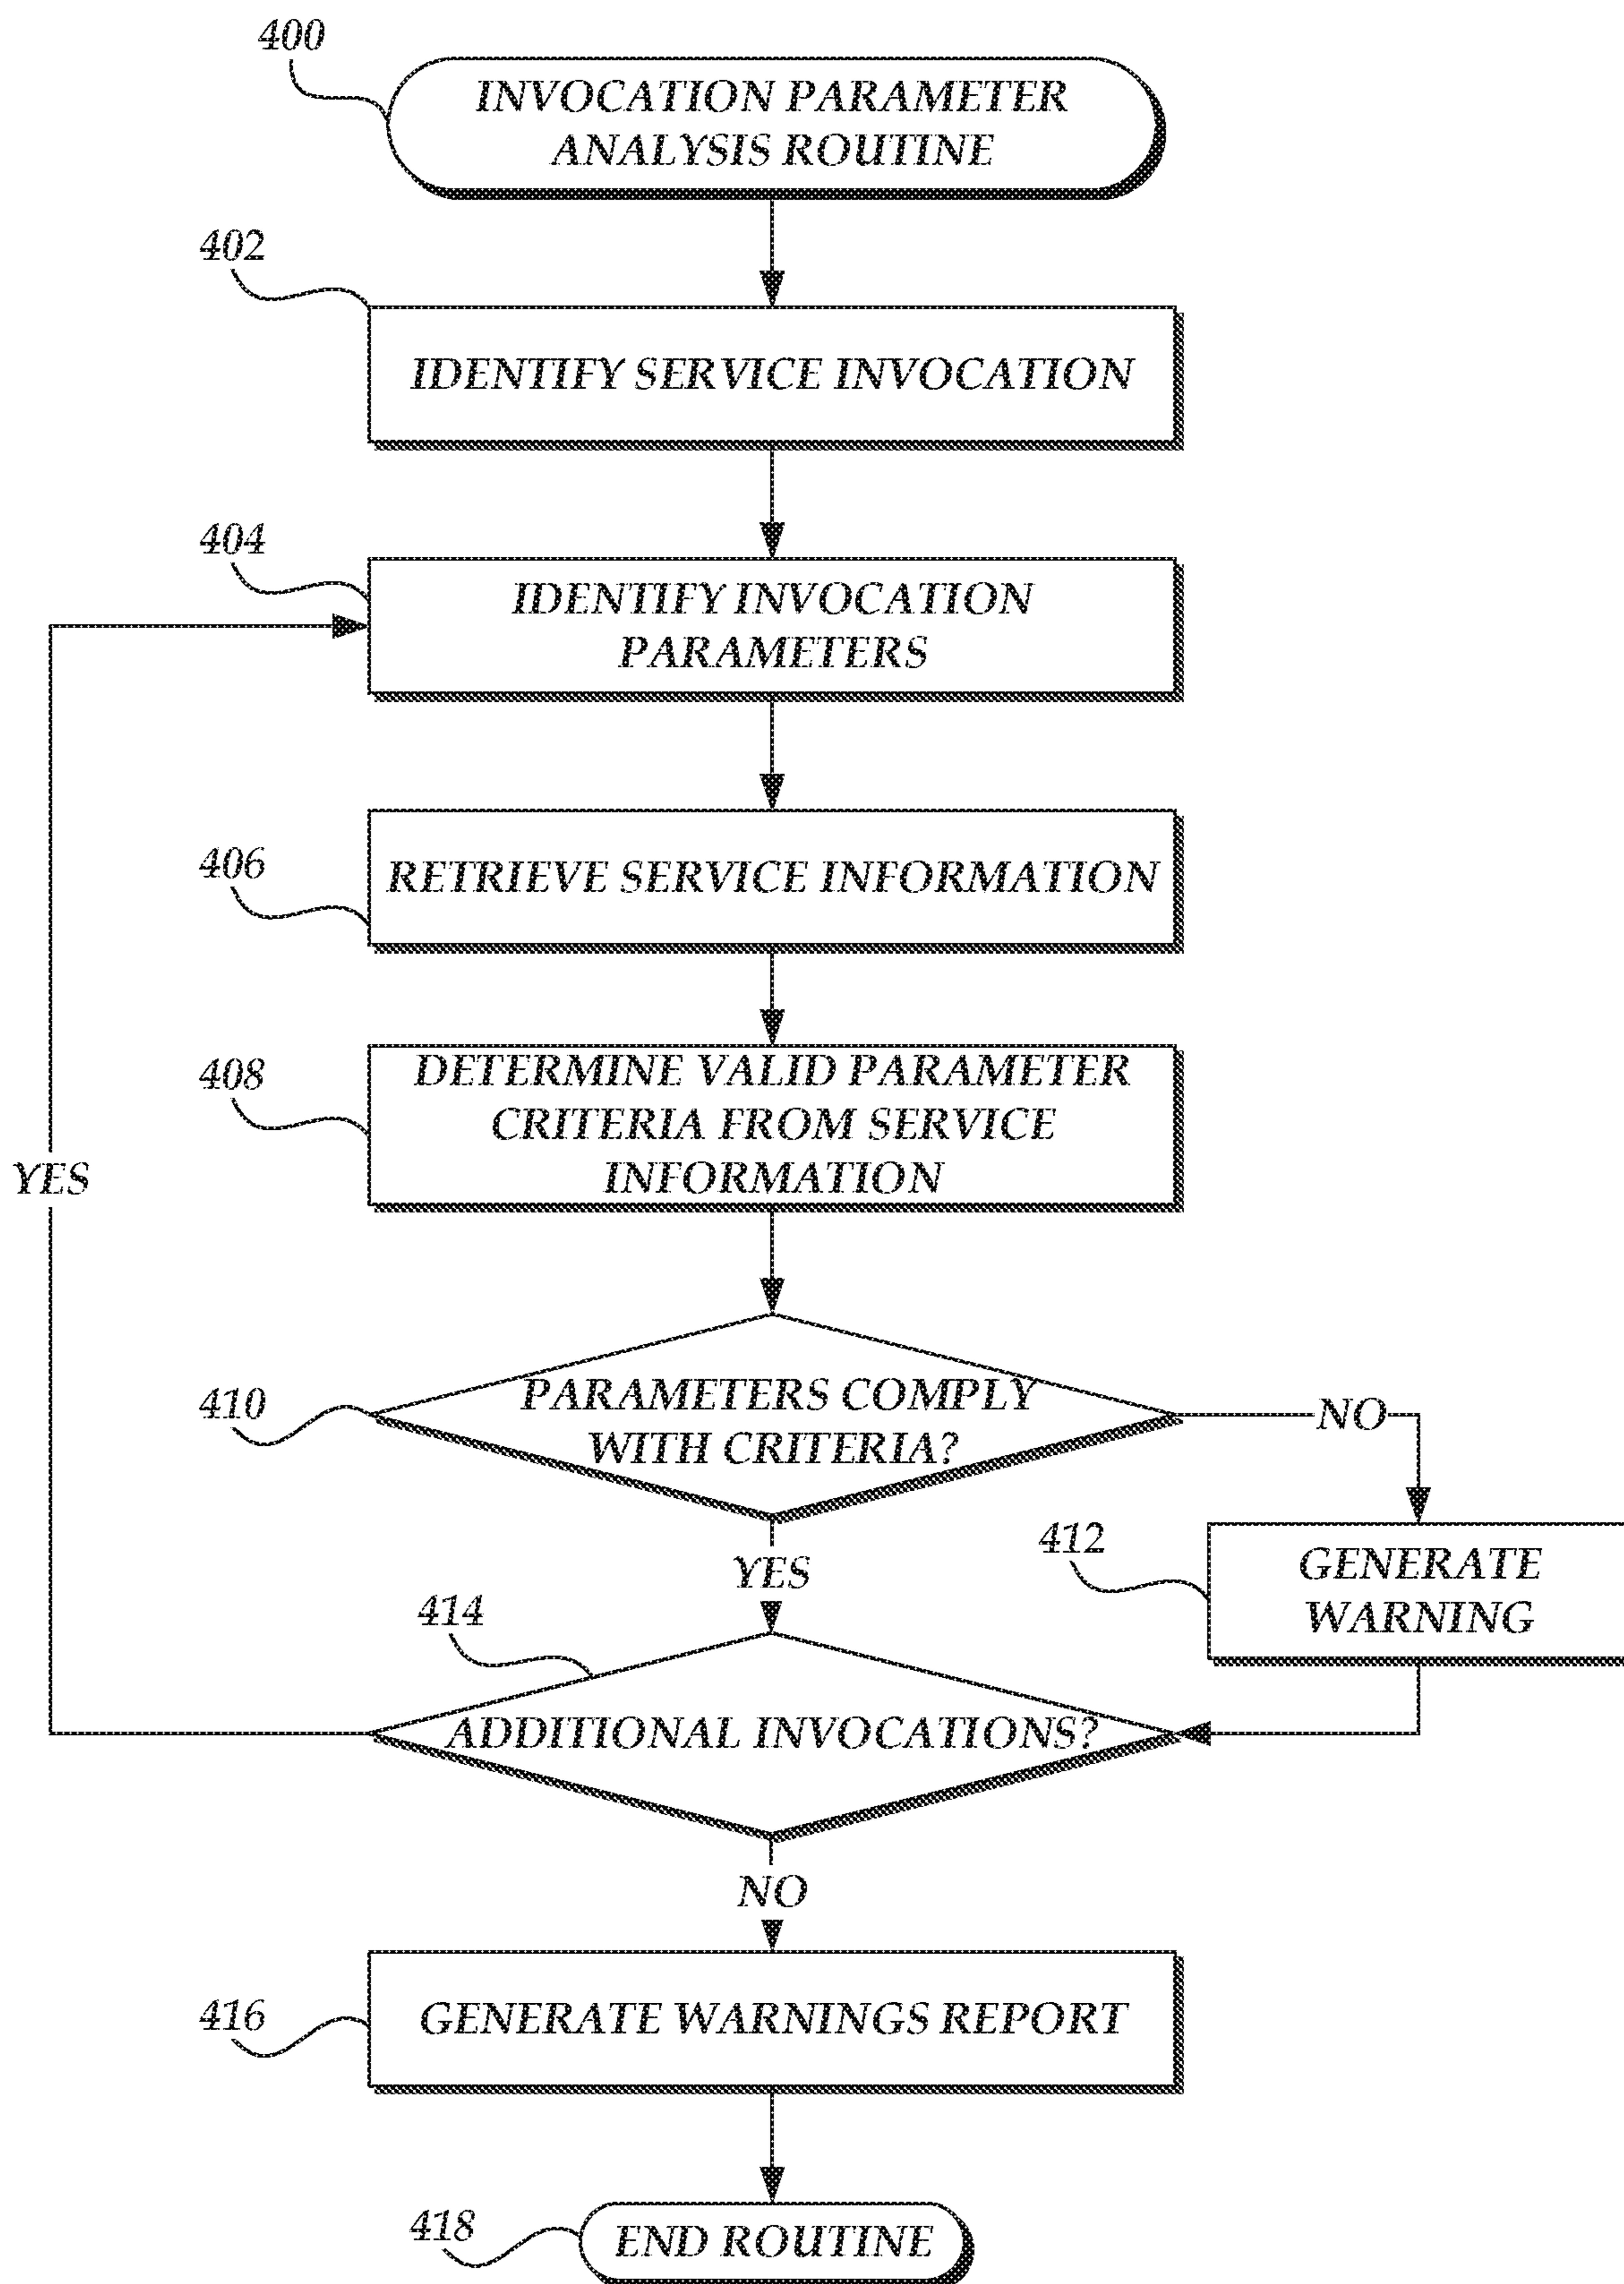 400
INVOCATION PARAMETER
ANALYSIS ROUTINE
402
IDENTIFY SERVICE INVOCATION
404
IDENTIFY INVOCATION
PARAMETERS
406
RETRIEVE SERVICE INFORMATION
408
DETERMINE VALID PARAMETER
CRITERIA FROM SERVICE
INFORMATION
YES
410
PARAMETERS COMPLY
WITH CRITERIA?
NO
412
GENERATE
WARNING
YES
414
ADDITIONAL INVOCATIONS?
NO
416
GENERATE WARNINGS REPORT
418
END ROUTINE